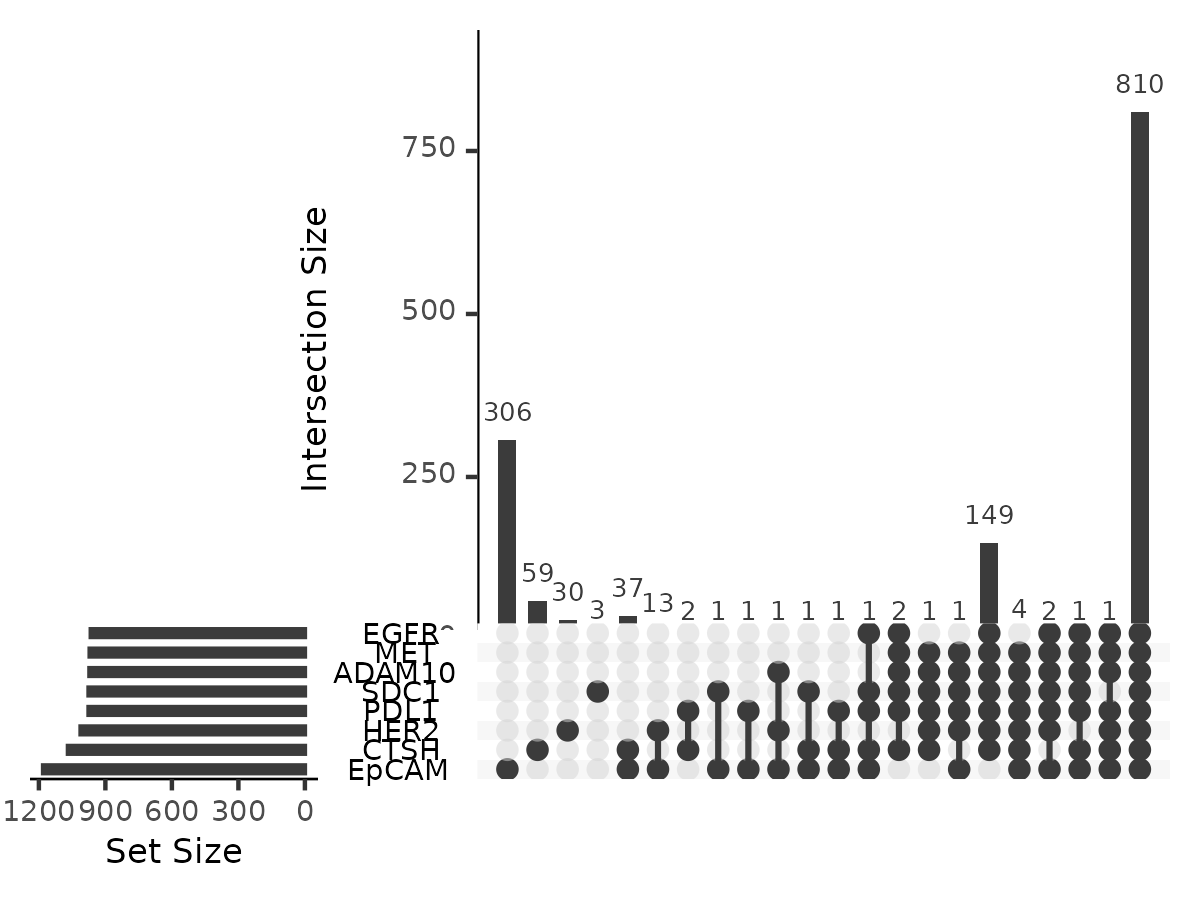 810
750
Intersection Size
500
306
250
149
59 30 3 37 13 2 1 1 1 1 1 1 2 1 1 4 2 1 1
EGFR
MET
ADAM10
SDC1
PDL1
HER2
CTSH
EpCAM
1200 900 600 300 0
Set Size